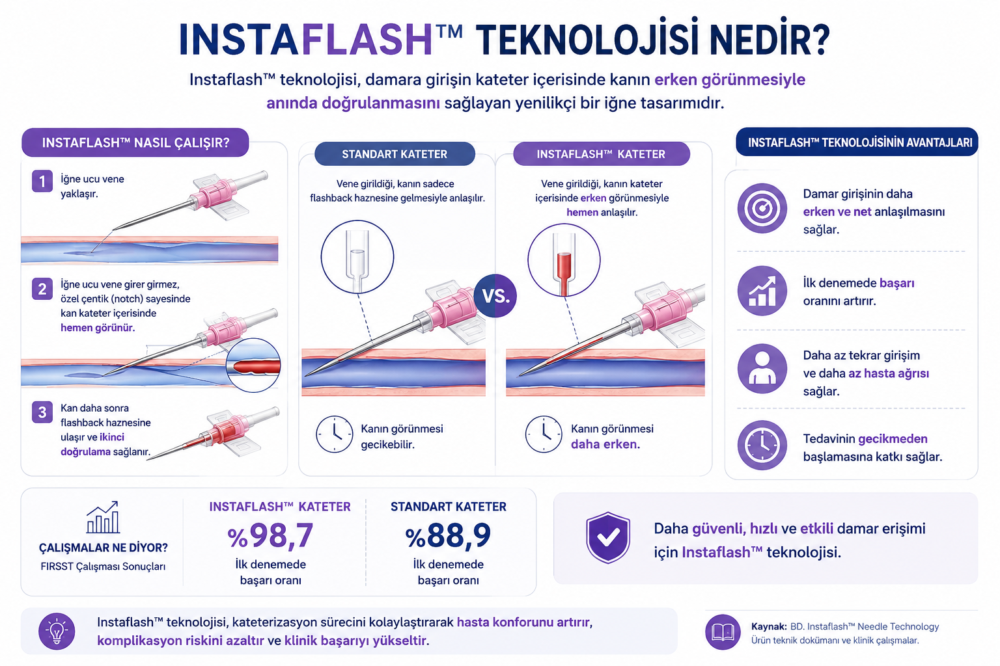 INSTAFLASH™ TEKNOLOJİSİ NEDİR?
Instaflash™ teknolojisi, damara girişin kateter içerisinde kanın erken görünmesiyle
anında doğrulanmasını sağlayan yenilikçi bir iğne tasarımıdır.
INSTAFLASH™ NASIL ÇALIŞIR?
1
İğne ucu vene
yaklaşır.
2
İğne ucu vene girer girmez,
özel çentik (notch) sayesinde
kan kateter içerisinde
hemen görünür.
3
Kan daha sonra
flashback haznesine
ulaşır ve ikinci
doğrulama sağlanır.
STANDART KATETER
Vene girildiği, kanın sadece
flashback haznesine gelmesiyle anlaşılır.
Kanın görünmesi
gecikebilir.
VS.
INSTAFLASH™ KATETER
Vene girildiği, kanın kateter
içerisinde erken görünmesiyle
hemen anlaşılır.
Kanın görünmesi
daha erken.
INSTAFLASH™ TEKNOLOJİSİNİN AVANTAJLARI
Damar girişinin daha
erken ve net anlaşılmasını
sağlar.
İlk denemede başarı
oranını artırır.
Daha az tekrar girişim
ve daha az hasta ağrısı
sağlar.
Tedavinin gecikmeden
başlamasına katkı sağlar.
ÇALIŞMALAR NE DİYOR?
FIRSST Çalışması Sonuçları
INSTAFLASH™ KATETER
%98,7
İlk denemede
başarı oranı
STANDART KATETER
%88,9
İlk denemede
başarı oranı
Daha güvenli, hızlı ve etkili damar erişimi
için Instaflash™ teknolojisi.
Instaflash™ teknolojisi, kateterizasyon sürecini kolaylaştırarak hasta konforunu artırır,
komplikasyon riskini azaltır ve klinik başarıyı yükseltir.
Kaynak: BD. Instaflash™ Needle Technology
Ürün teknik dokümanı ve klinik çalışmalar.